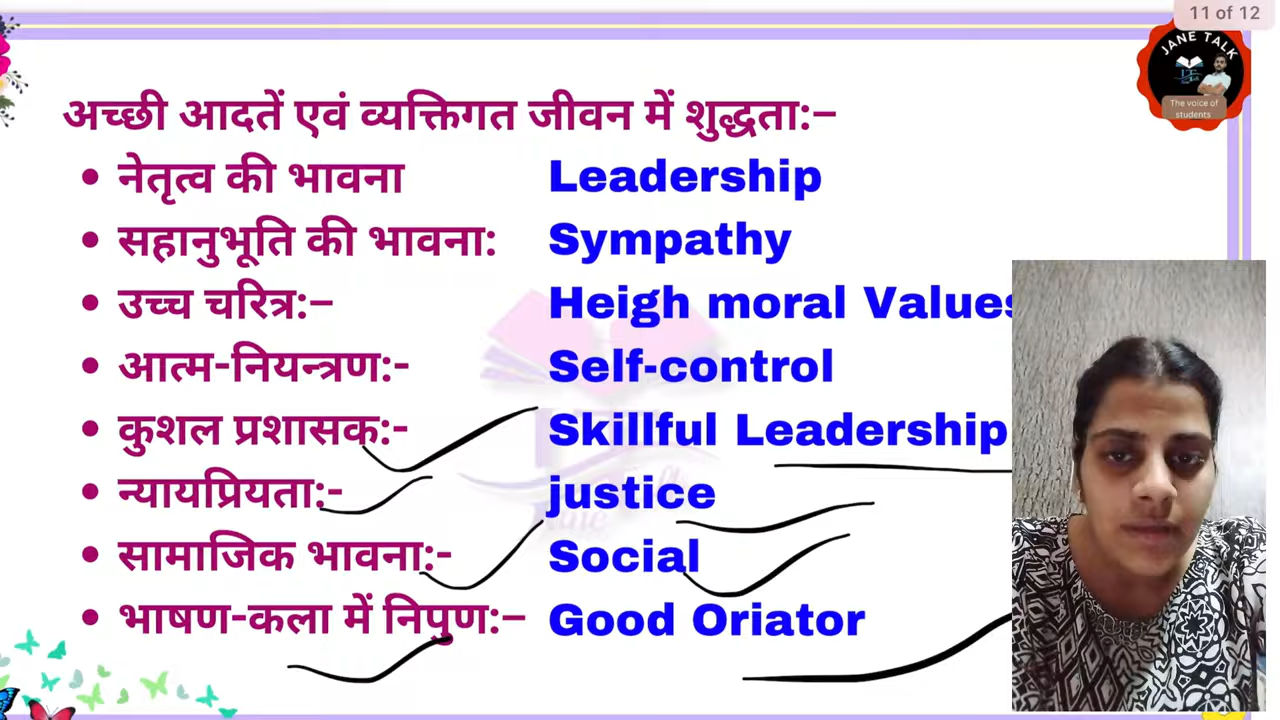 11 of 12
JANE TALK
The voice of
students
अच्छी आदतें एवं व्यक्तिगत जीवन में शुद्धता:–
• नेतृत्व की भावना Leadership
• सहानुभूति की भावना: Sympathy
• उच्च चरित्र:– Heigh moral Values
• आत्म-नियन्त्रण:- Self-control
• कुशल प्रशासक:- Skillful Leadership
• न्यायप्रियता:- justice
• सामाजिक भावना:- Social
• भाषण-कला में निपुण:– Good Oriator